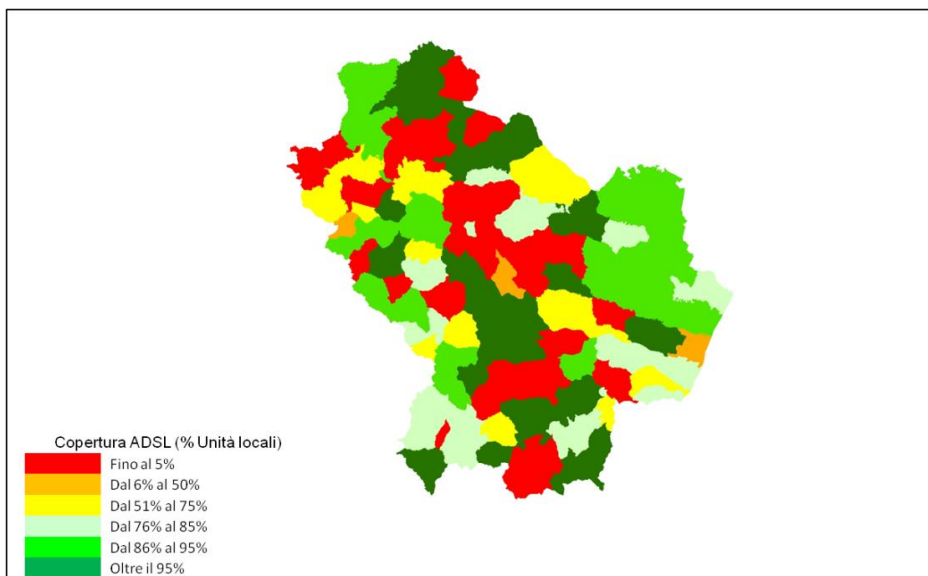 Copertura ADSL (% Unità locali)
Fino al 5%
Dal 6% al 50%
Dal 51% al 75%
Dal 76% al 85%
Dal 86% al 95%
Oltre il 95%